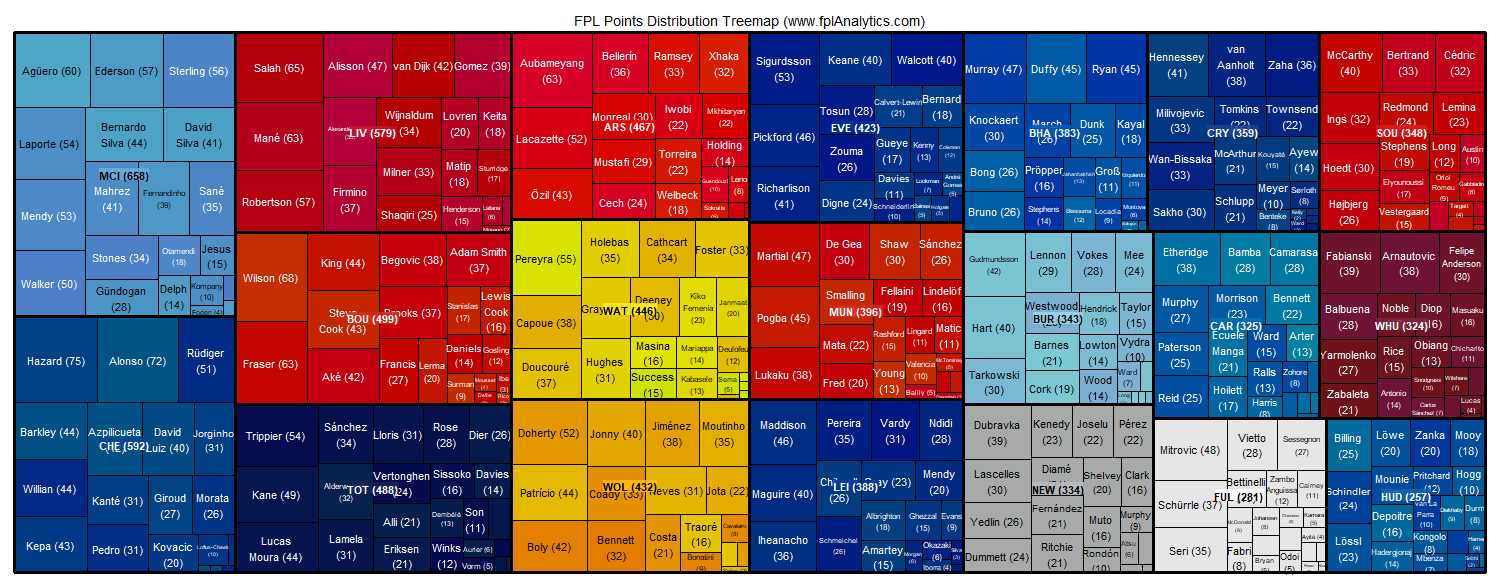 FPL Points Distribution Treemap (www.fplAnalytics.com)
Agüero (60)
Ederson (57)
Sterling (56)
Laporte (54)
Bernardo
Silva (44)
David
Silva (41)
MCI (658)
Mendy (53)
Mahrez
(41)
Fernandinho
(39)
Sané
(35)
Walker (50)
Stones (34)
Otamendi
(18)
Jesus
(15)
Gündogan
(28)
Delph
(14)
Kompany
(10)
Foden (4)
Salah (65)
Alisson (47)
van Dijk (42)
Gomez (39)
Mané (63)
LIV (579)
Wijnaldum
(34)
Lovren
(20)
Keita
(18)
Robertson (57)
Firmino
(37)
Milner (33)
Matip
(18)
Sturridge
(17)
Shaqiri (25)
Henderson
(15)
Lallana
(8)
Aubameyang
(63)
Bellerín
(36)
Ramsey
(33)
Xhaka
(32)
Lacazette (52)
Monreal (30)
ARS (467)
Iwobi
(22)
Mkhitaryan
(22)
Mustafi (29)
Torreira
(22)
Holding
(14)
Özil (43)
Cech (24)
Welbeck
(18)
Guendouzi
(10)
Leno
(8)
Sokratis
(5)
Sigurdsson
(53)
Keane (40)
Walcott (40)
Pickford (46)
Tosun (28)
Calvert-Lewin
(21)
Bernard
(18)
EVE (423)
Zouma
(26)
Gueye
(17)
Kenny
(13)
Coleman
(12)
Richarlison
(41)
Digne (24)
Davies
(11)
Lookman
(7)
André
Gomes
(5)
Schneiderlin
(10)
Baines
(5)
Holgate
(5)
Murray (47)
Duffy (45)
Ryan (45)
Knockaert
(30)
March
BHA (383)
Dunk
(25)
Kayal
(18)
Bong (26)
Pröpper
(16)
Jahanbakhsh
(13)
Groß
(11)
Izquierdo
(11)
Bruno (26)
Stephens
(14)
Bissouma
(12)
Locadia
(9)
Montoya
(6)
Hennessey
(41)
van
Aanholt
(38)
Zaha (36)
Milivojevic
(33)
Tomkins
(22)
Townsend
(22)
CRY (359)
Wan-Bissaka
(33)
McArthur
(21)
Kouyaté
(15)
Ayew
(14)
Sakho (30)
Schlupp
(21)
Meyer
(10)
Sørloth
(8)
Benteke
(8)
Kelly
(2)
Ward
McCarthy
(40)
Bertrand
(33)
Cédric
(32)
Ings (32)
Redmond
(24)
Lemina
(23)
SOU (348)
Hoedt (30)
Stephens
(19)
Long
(12)
Austin
(10)
Højbjerg
(26)
Elyounoussi
(17)
Oriol
Romeu
(9)
Gabbiadini
(8)
Vestergaard
(15)
Targett
(4)
Wilson (68)
King (44)
Begovic (38)
Adam Smith
(37)
Fraser (63)
Steve
Cook (43)
BOU (499)
Brooks (37)
Stanislas
(17)
Lewis
Cook
(16)
Aké (42)
Francis
(27)
Lerma
(20)
Daniels
(14)
Gosling
(12)
Surman
(9)
Mousset
(4)
Ibe
(3)
Defoe
Pereyra (55)
Holebas
(35)
Cathcart
(34)
Foster (33)
Capoue (38)
Gray
WAT (446)
Deeney
(30)
Kiko
Femenía
(23)
Janmaat
(20)
Doucouré
(37)
Hughes
(31)
Masina
(16)
Mariappa
(14)
Deulofeu
(12)
Success
(15)
Kabasele
(13)
Sema
(5)
Martial (47)
De Gea
(30)
Shaw
(30)
Sánchez
(26)
Pogba (45)
Smalling
MUN (396)
Fellaini
(19)
Lindelöf
(16)
Lukaku (38)
Mata (22)
Rashford
(15)
Lingard
(11)
Matic
(11)
Fred (20)
Young
(13)
Valencia
(10)
McTominay
(5)
Bailly (5)
Gudmundsson
(42)
Lennon
(29)
Vokes
(28)
Mee
(24)
Hart (40)
Westwood
BUR (343)
Hendrick
(18)
Taylor
(15)
Tarkowski
(30)
Barnes
(21)
Lowton
(14)
Vydra
(10)
Cork (19)
Wood
(14)
Ward
(7)
Long
Etheridge
(38)
Bamba
(28)
Camarasa
(28)
Murphy
(27)
Morrison
(23)
Bennett
(22)
CAR (325)
Paterson
(25)
Ecuele
Manga
(21)
Ward
(15)
Arter
(13)
Reid (25)
Hoilett
(17)
Ralls
(13)
Zohore
(8)
Harris
(8)
Fabianski
(39)
Arnautovic
(38)
Felipe
Anderson
(30)
Balbuena
(28)
Noble
WHU (324)
Diop
(16)
Masuaku
(16)
Yarmolenko
(27)
Rice
(15)
Obiang
(13)
Chicharito
(11)
Zabaleta
(21)
Antonio
(14)
Snodgrass
(10)
Wilshere
(7)
Carlos
Sánchez (7)
Lucas
(4)
Hazard (75)
Alonso (72)
Rüdiger
(51)
Barkley (44)
Azpilicueta
CHE (592)
David
Luiz (40)
Jorginho
(31)
Willian (44)
Kanté (31)
Giroud
(27)
Morata
(26)
Kepa (43)
Pedro (31)
Kovacic
(20)
Loftus-Cheek
(10)
Trippier (54)
Sánchez
(34)
Lloris (31)
Rose
(28)
Dier (26)
Kane (49)
Alderw
(32)
TOT (488)
Vertonghen
(24)
Sissoko
(16)
Davies
(14)
Lucas
Moura (44)
Lamela
(31)
Alli (21)
Dembélé
(13)
Son
(11)
Eriksen
(21)
Winks
(12)
Aurier (6)
Vorm (5)
Doherty (52)
Jonny (40)
Jiménez
(38)
Moutinho
(35)
Patrício (44)
Coady (33)
WOL (432)
Neves (31)
Jota (22)
Boly (42)
Bennett
(32)
Costa
(21)
Traoré
(16)
Cavaleiro
(8)
Bonatini
(9)
Maddison
(46)
Pereira
(35)
Vardy
(31)
Ndidi
(28)
Maguire (40)
LEI (388)
(26)
Gray (23)
Mendy
(20)
Iheanacho
(36)
Schmeichel
(26)
Albrighton
(18)
Ghezzal
(15)
Evans
(9)
Amartey
(15)
Morgan
(6)
Okazaki
(6)
Silva
(3)
Iborra (4)
Dubravka
(39)
Kenedy
(23)
Joselu
(22)
Pérez
(22)
Lascelles
(30)
Diamé
NEW (334)
Shelvey
(20)
Clark
(16)
Yedlin (26)
Fernández
(21)
Muto
(16)
Murphy
(9)
Dummett (24)
Ritchie
(21)
Rondón
(10)
Atsu
(6)
Mitrovic (48)
Vietto
(28)
Sessegnon
(27)
Schürrle (37)
Bettinelli
FUL (281)
Zambo
Anguissa
(12)
Cairney
(11)
Seri (35)
McDonald
(9)
Johansen
(8)
Chambers
Kamara
(5)
Fabri
(8)
Bryan
(5)
Odoi
(5)
Ayité (4)
Billing
(25)
Löwe
(20)
Zanka
(20)
Mooy
(18)
Schindler
(24)
Mounie
HUD (257)
Pritchard
(12)
Hogg
(10)
Lössl
(23)
Depoitre
(16)
van La
Parra
(10)
Diakhaby
(9)
Durm
(8)
Hadergjonaj
(14)
Kongolo
(8)
Hamer
Mbenza
(7)
Sobhi
(2)